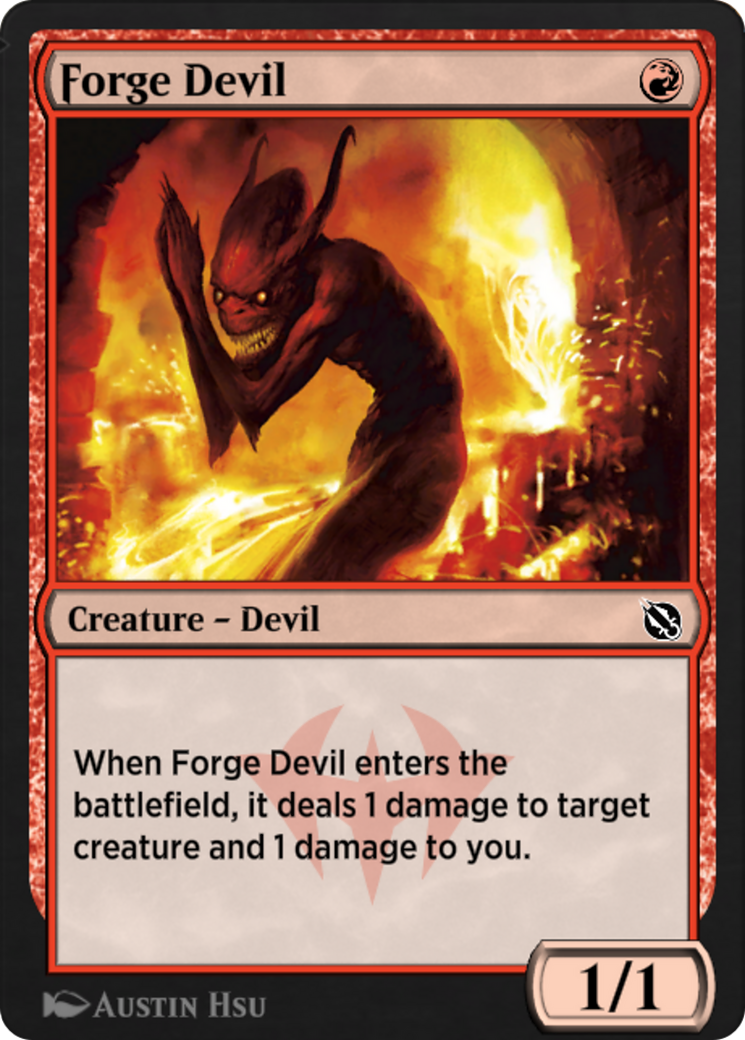 Forge Devil
Creature – Devil
When Forge Devil enters the
battlefield, it deals 1 damage to target
creature and 1 damage to you.
1/1
Austin Hsu